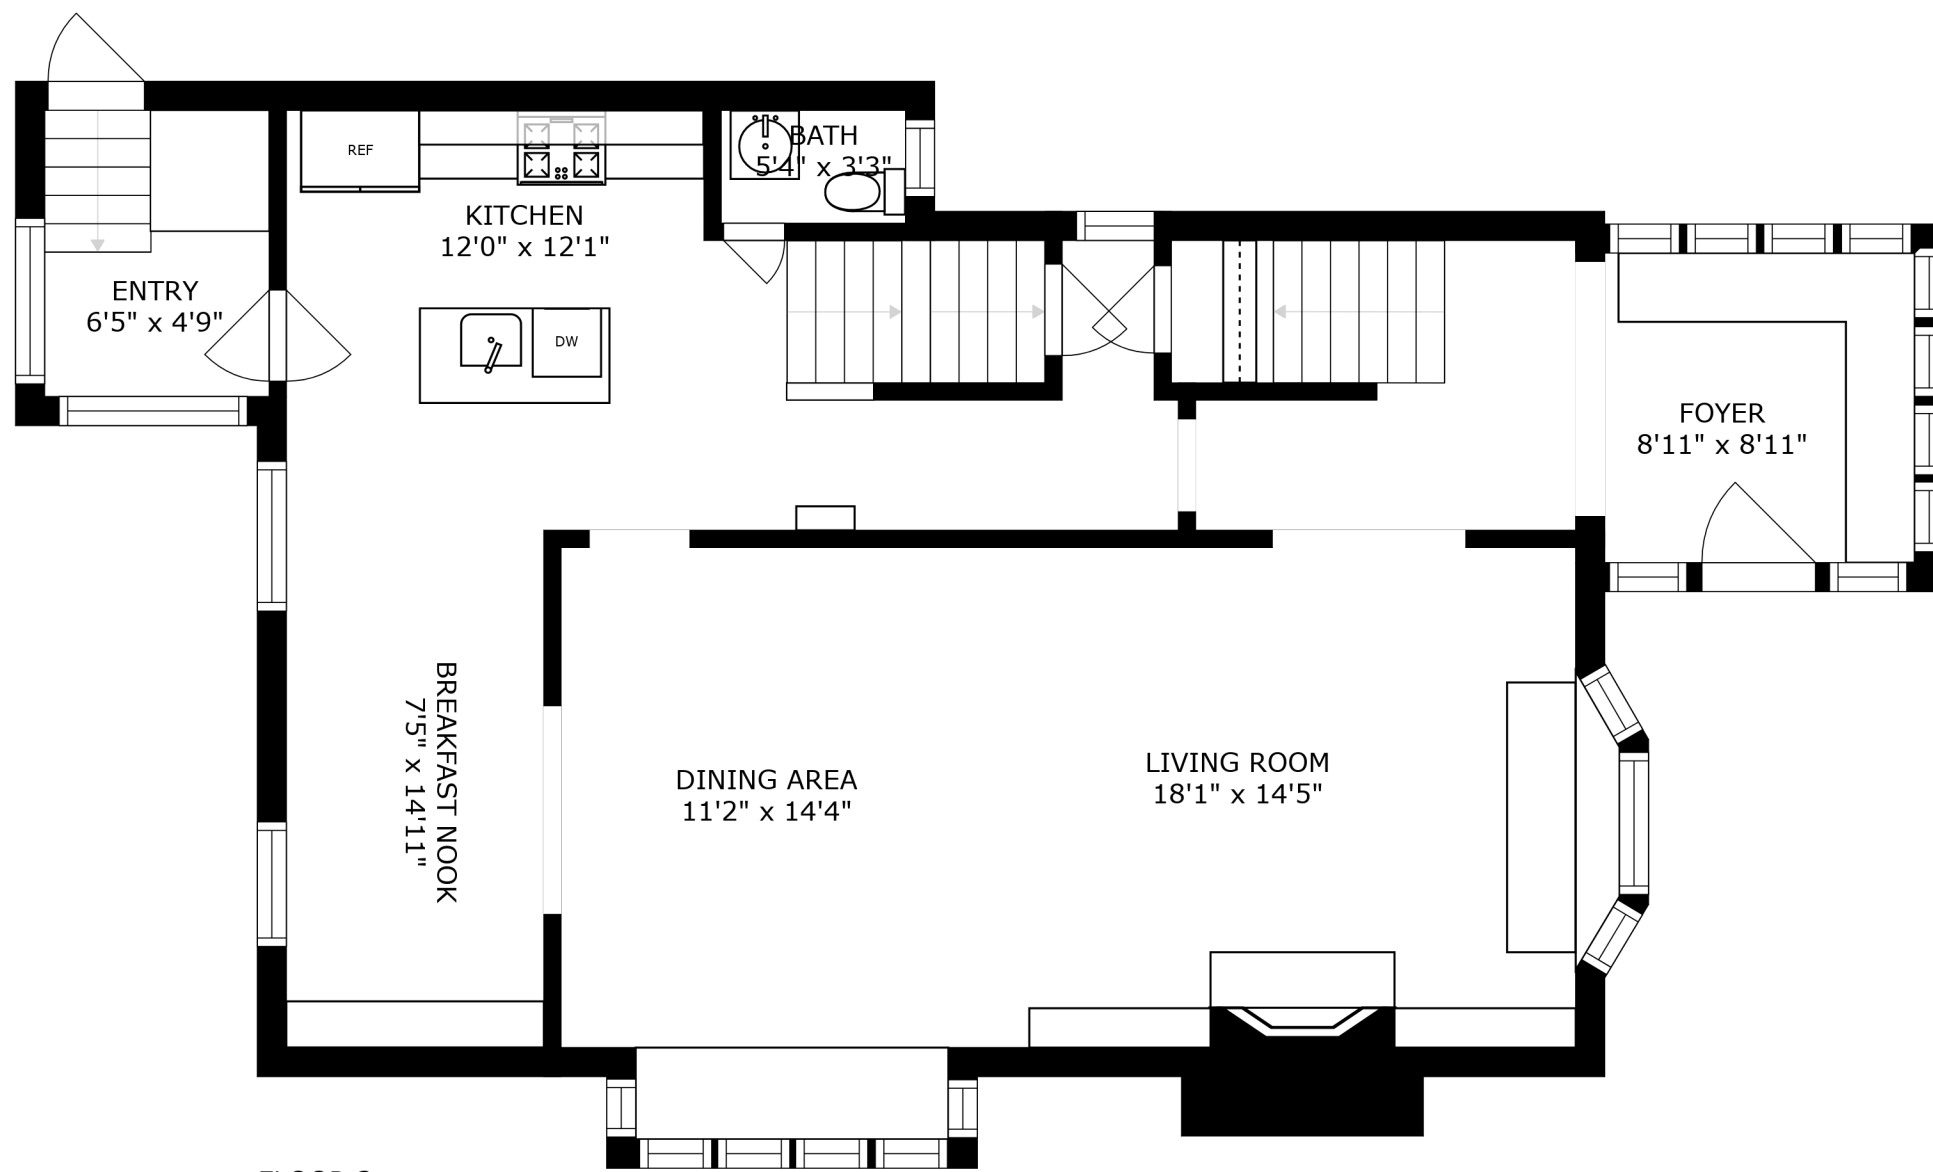 REF
BATH
5'4" x 3'3"
KITCHEN
12'0" x 12'1"
ENTRY
6'5" x 4'9"
DW
FOYER
8'11" x 8'11"
BREAKFAST NOOK
7'5" x 14'11"
DINING AREA
11'2" x 14'4"
LIVING ROOM
18'1" x 14'5"